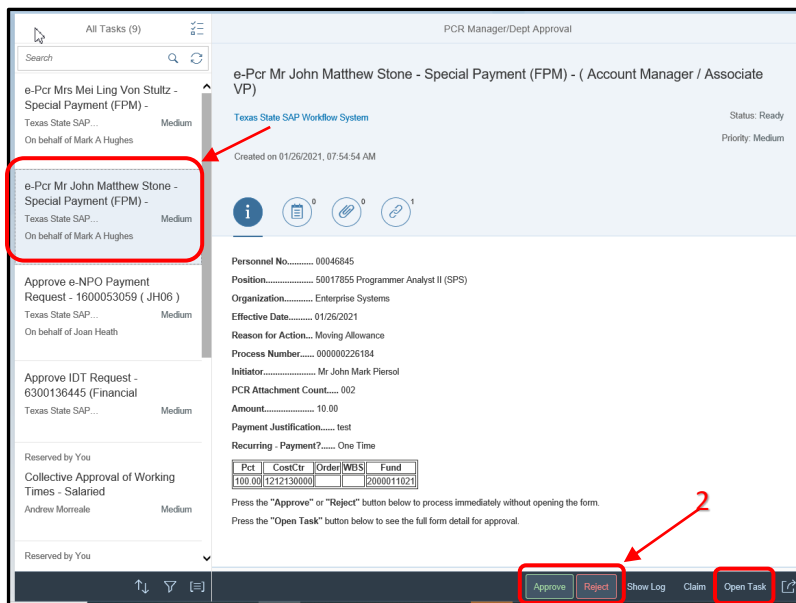 All Tasks (9)
Search
e-Pcr Mrs Mei Ling Von Stultz -
Special Payment (FPM) -
Texas State SAP... Medium
On behalf of Mark A Hughes
e-Pcr Mr John Matthew Stone -
Special Payment (FPM) -
Texas State SAP... Medium
On behalf of Mark A Hughes
Approve e-NPO Payment
Request - 1600053059 ( JH06 )
Texas State SAP... Medium
On behalf of Joan Heath
Approve IDT Request -
6300136445 (Financial
Texas State SAP... Medium
Reserved by You
Collective Approval of Working
Times - Salaried
Andrew Morreale Medium
Reserved by You
PCR Manager/Dept Approval
e-Pcr Mr John Matthew Stone - Special Payment (FPM) - ( Account Manager / Associate
VP)
Texas State SAP Workflow System Status: Ready
Priority: Medium
Created on 01/26/2021, 07:54:54 AM
0 0 1
Personnel No........... 00046845
Position..................... 50017855 Programmer Analyst II (SPS)
Organization............ Enterprise Systems
Effective Date.......... 01/26/2021
Reason for Action... Moving Allowance
Process Number...... 000000226184
Initiator...................... Mr John Mark Piersol
PCR Attachment Count..... 002
Amount...................... 10.00
Payment Justification...... test
Recurring - Payment?...... One Time
Pct CostCtr Order WBS Fund
100.00 1212130000 2000011021
Press the "Approve" or "Reject" button below to process immediately without opening the form.
Press the "Open Task" button below to see the full form detail for approval.
2
Approve Reject Show Log Claim Open Task